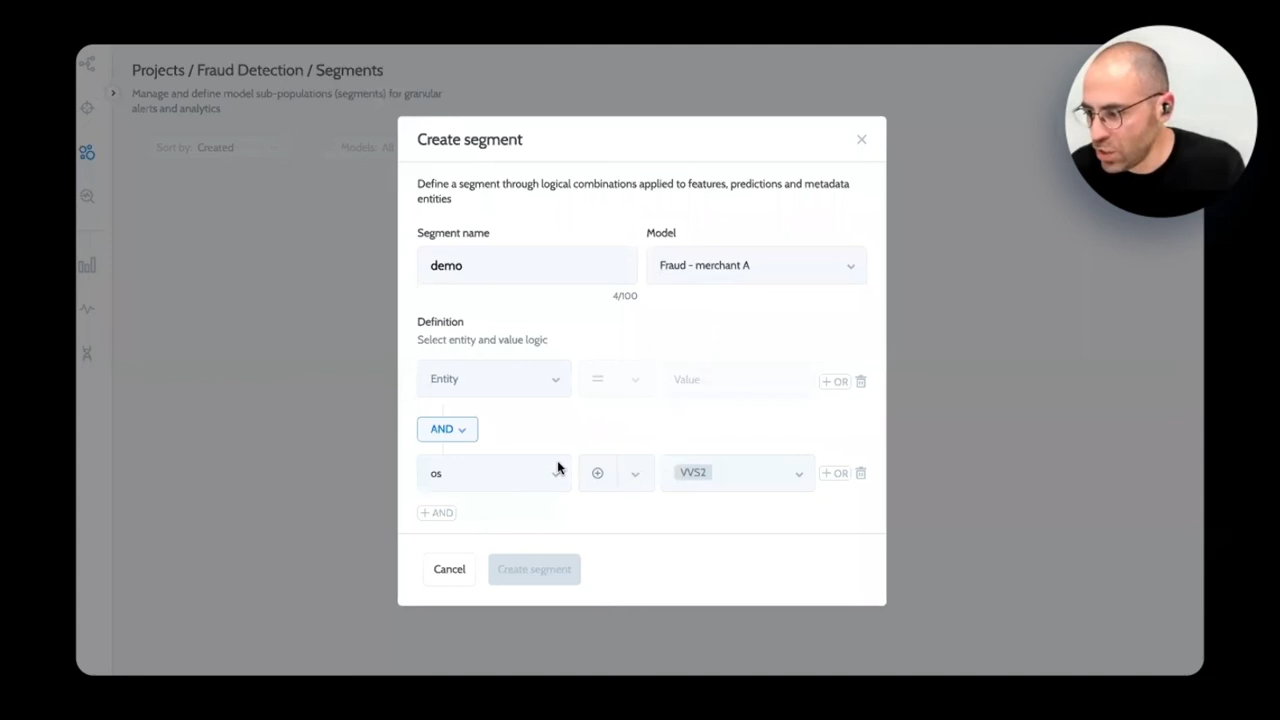 Projects / Fraud Detection / Segments
Manage and define model sub-populations (segments) for granular
alerts and analytics
Sort by: Created
Models: All
Create segment
Define a segment through logical combinations applied to features, predictions and metadata
entities
Segment name
Model
demo
Fraud - merchant A
4/100
Definition
Select entity and value logic
Entity
=
Value
+ OR
AND
os
VVS2
+ OR
+ AND
Cancel
Create segment